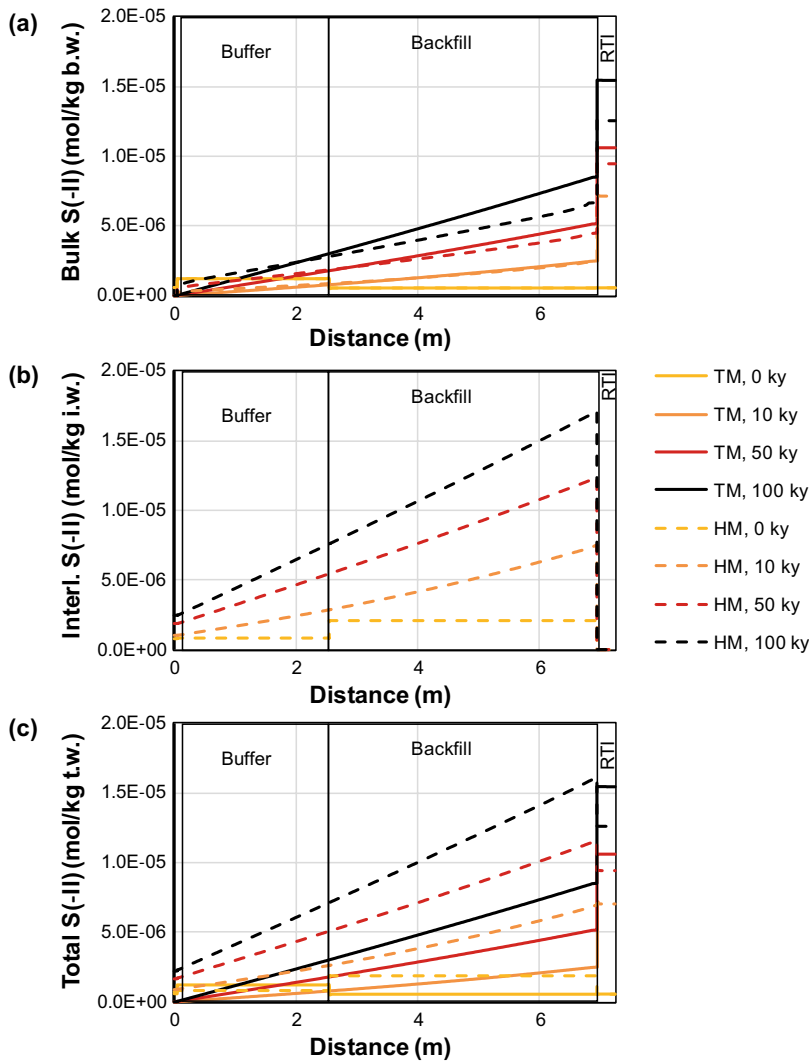 (a)
Bulk S(-II) (mol/kg b.w.)
2.0E-05
1.5E-05
1.0E-05
5.0E-06
0.0E+00
Buffer
Backfill
RTI
0
2
4
6
Distance (m)
(b)
Interl. S(-II) (mol/kg i.w.)
2.0E-05
1.5E-05
1.0E-05
5.0E-06
0.0E+00
Buffer
Backfill
RTI
0
2
4
6
Distance (m)
TM, 0 ky
TM, 10 ky
TM, 50 ky
TM, 100 ky
HM, 0 ky
HM, 10 ky
HM, 50 ky
HM, 100 ky
(c)
Total S(-II) (mol/kg t.w.)
2.0E-05
1.5E-05
1.0E-05
5.0E-06
0.0E+00
Buffer
Backfill
RTI
0
2
4
6
Distance (m)